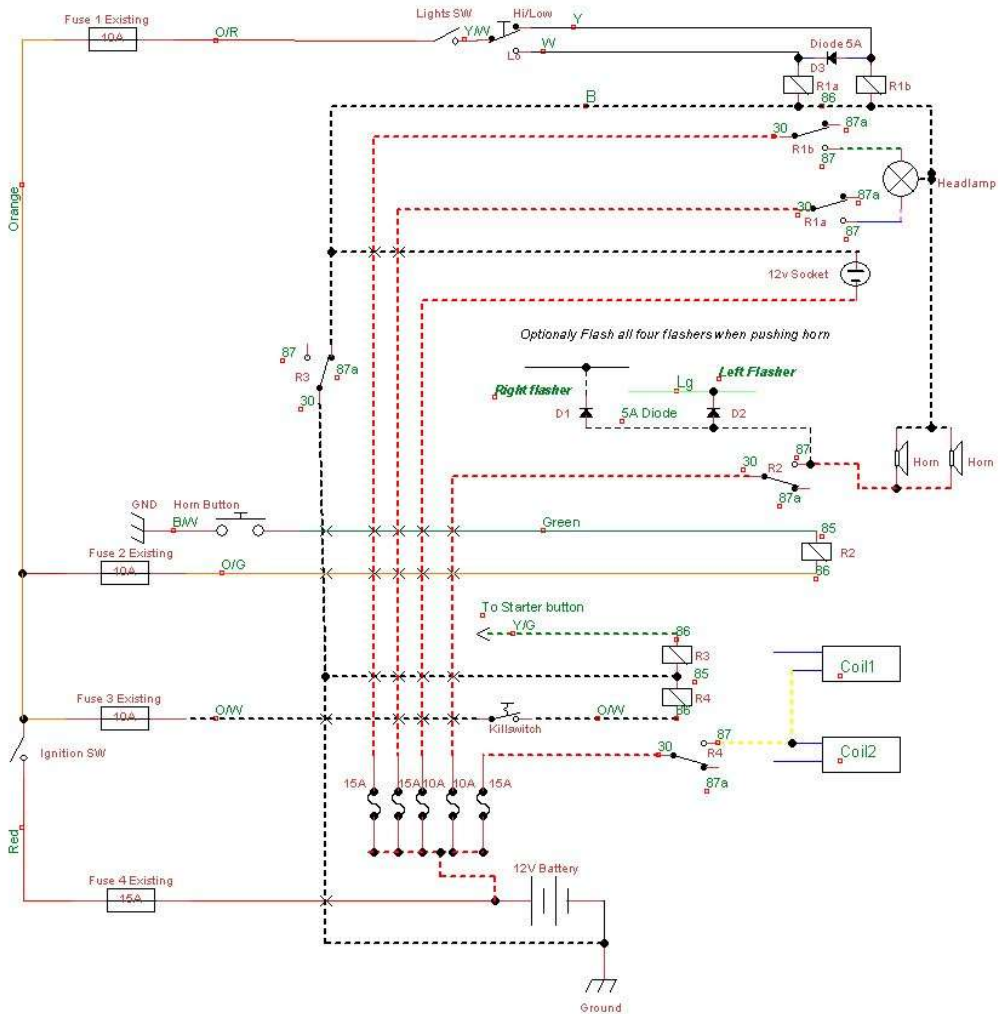 Fuse 1 Existing
10A
O/R
Lights SW
Y/W
Hi/Low
Lo
Y
W
Diode 5A
D3
R1a
R1b
B
86
30
87a
R1b
87
Headlamp
30
87a
R1a
87
Orange
12v Socket
Optionaly Flash all four flashers when pushing horn
87
R3
87a
30
Right flasher
Lg
Left Flasher
D1
5A Diode
D2
30
R2
87
87a
Horn
Horn
GND
B/W
Horn Button
Green
85
R2
86
Fuse 2 Existing
10A
O/G
To Starter button
Y/G
86
R3
85
R4
86
Coil1
Fuse 3 Existing
10A
O/W
Killswitch
O/W
Ignition SW
30
87
R4
87a
Coil2
15A
15A
10A
10A
15A
Red
Fuse 4 Existing
15A
12V Battery
Ground